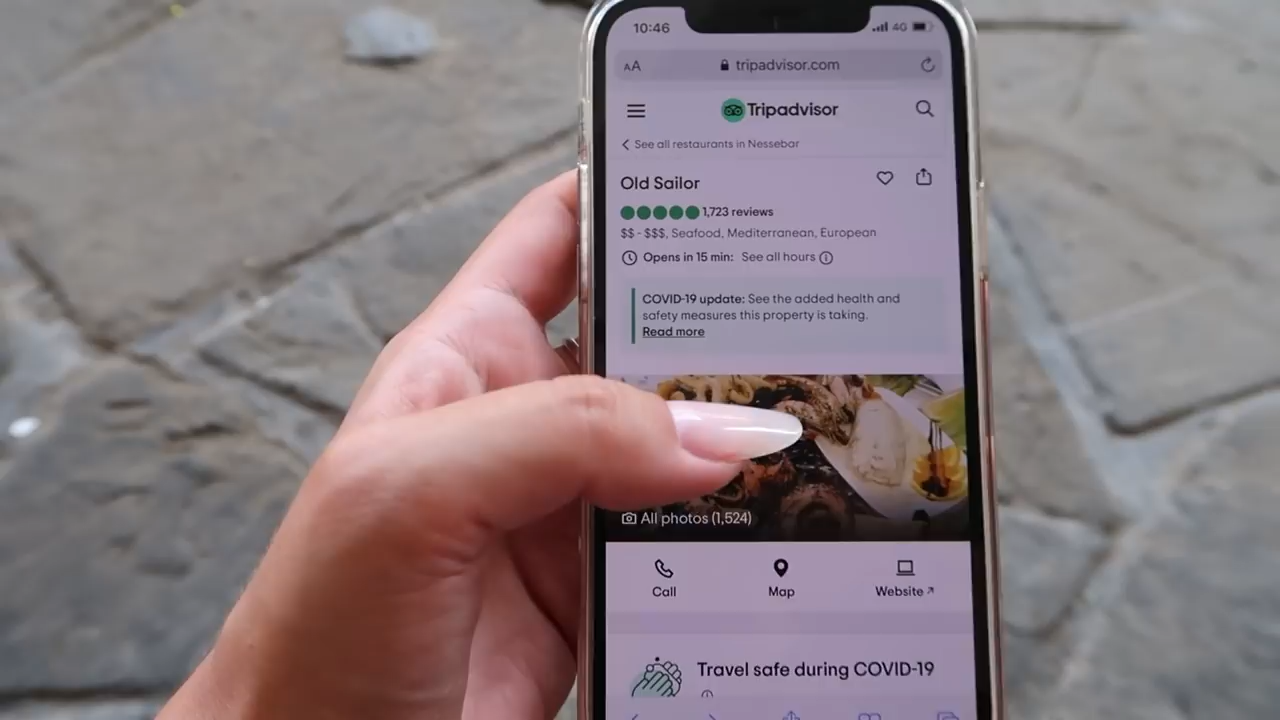 10:46
4G
AA
tripadvisor.com
Tripadvisor
See all restaurants in Nessebar
Old Sailor
1,723 reviews
$$ - $$$, Seafood, Mediterranean, European
Opens in 15 min: See all hours
COVID-19 update: See the added health and
safety measures this property is taking.
Read more
All photos (1,524)
Call Map Website
Travel safe during COVID-19